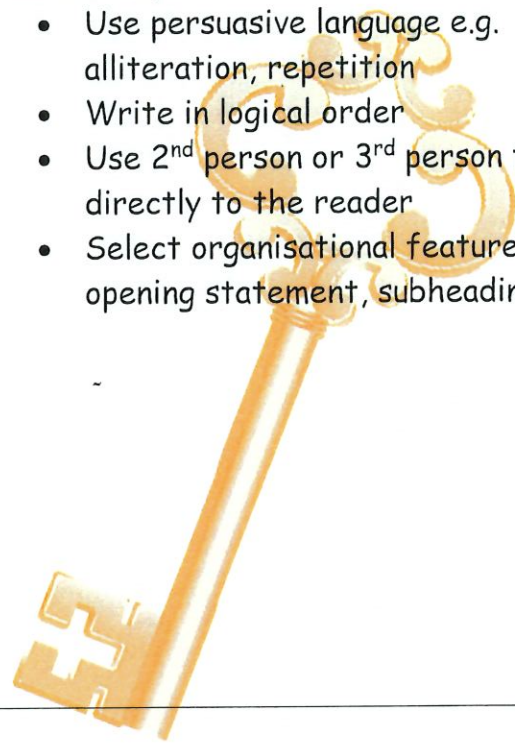 • Use persuasive language e.g.
alliteration, repetition
• Write in logical order
• Use 2nd person or 3rd person
directly to the reader
• Select organisational feature
opening statement,